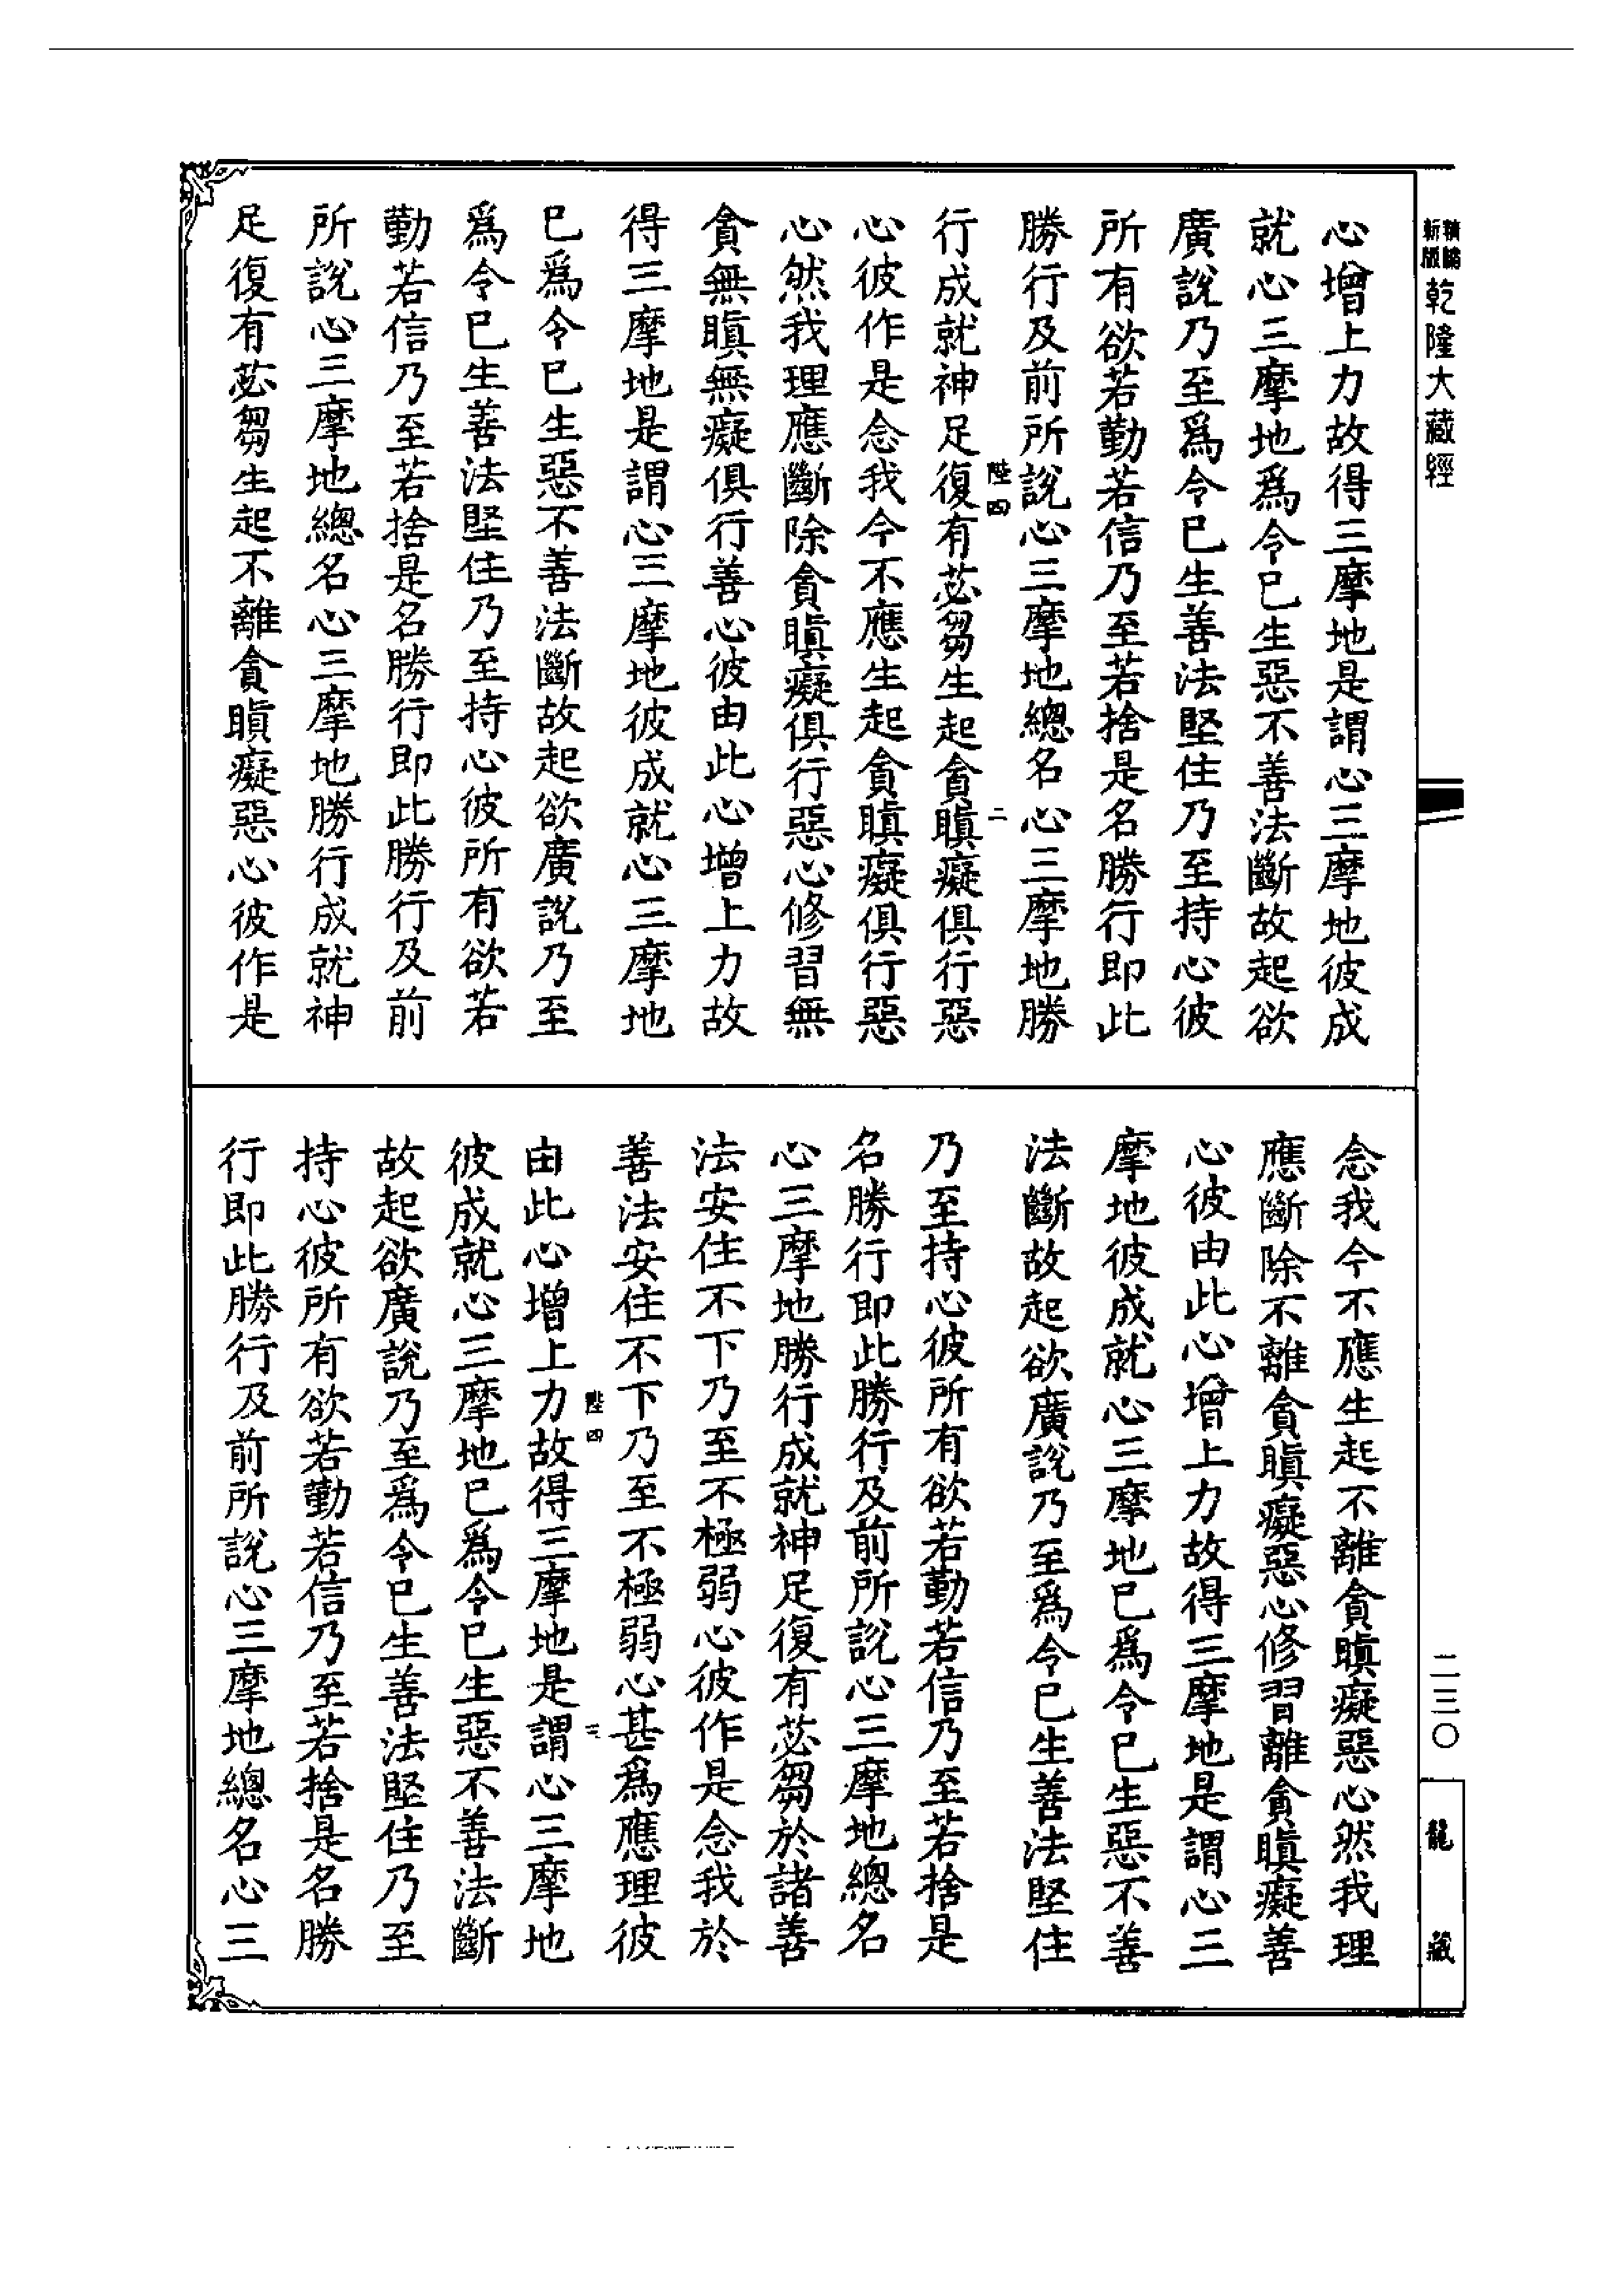 新版
精縮
乾隆大藏經
二三〇
龍藏
心增上力故得三摩地是謂心三摩地彼成
就心三摩地爲令已生惡不善法斷故起欲
廣說乃至爲令已生善法堅住乃至持心彼
所有欲若勤若信乃至若捨是名勝行即此
勝行及前所說心三摩地總名心三摩地勝
陛四
二
行成就神足復有苾芻生起貪瞋癡俱行惡
心彼作是念我今不應生起貪瞋癡俱行惡
心然我理應斷除貪瞋癡俱行惡心修習無
貪無瞋無癡俱行善心彼由此心增上力故
得三摩地是謂心三摩地彼成就心三摩地
已爲令已生惡不善法斷故起欲廣說乃至
爲令已生善法堅住乃至持心彼所有欲若
勤若信乃至若捨是名勝行即此勝行及前
所說心三摩地總名心三摩地勝行成就神
足復有苾芻生起不離貪瞋癡惡心彼作是
念我今不應生起不離貪瞋癡惡心然我理
應斷除不離貪瞋癡惡心修習離貪瞋癡善
心彼由此心增上力故得三摩地是謂心三
摩地彼成就心三摩地已爲令已生惡不善
法斷故起欲廣說乃至爲令已生善法堅住
乃至持心彼所有欲若勤若信乃至若捨是
名勝行即此勝行及前所說心三摩地總名
心三摩地勝行成就神足復有苾芻於諸善
法安住不下乃至不極弱心彼作是念我於
善法安住不下乃至不極弱心甚爲應理彼
陛四
三
由此心增上力故得三摩地是謂心三摩地
彼成就心三摩地已爲令已生惡不善法斷
故起欲廣說乃至爲令已生善法堅住乃至
持心彼所有欲若勤若信乃至若捨是名勝
行即此勝行及前所說心三摩地總名心三